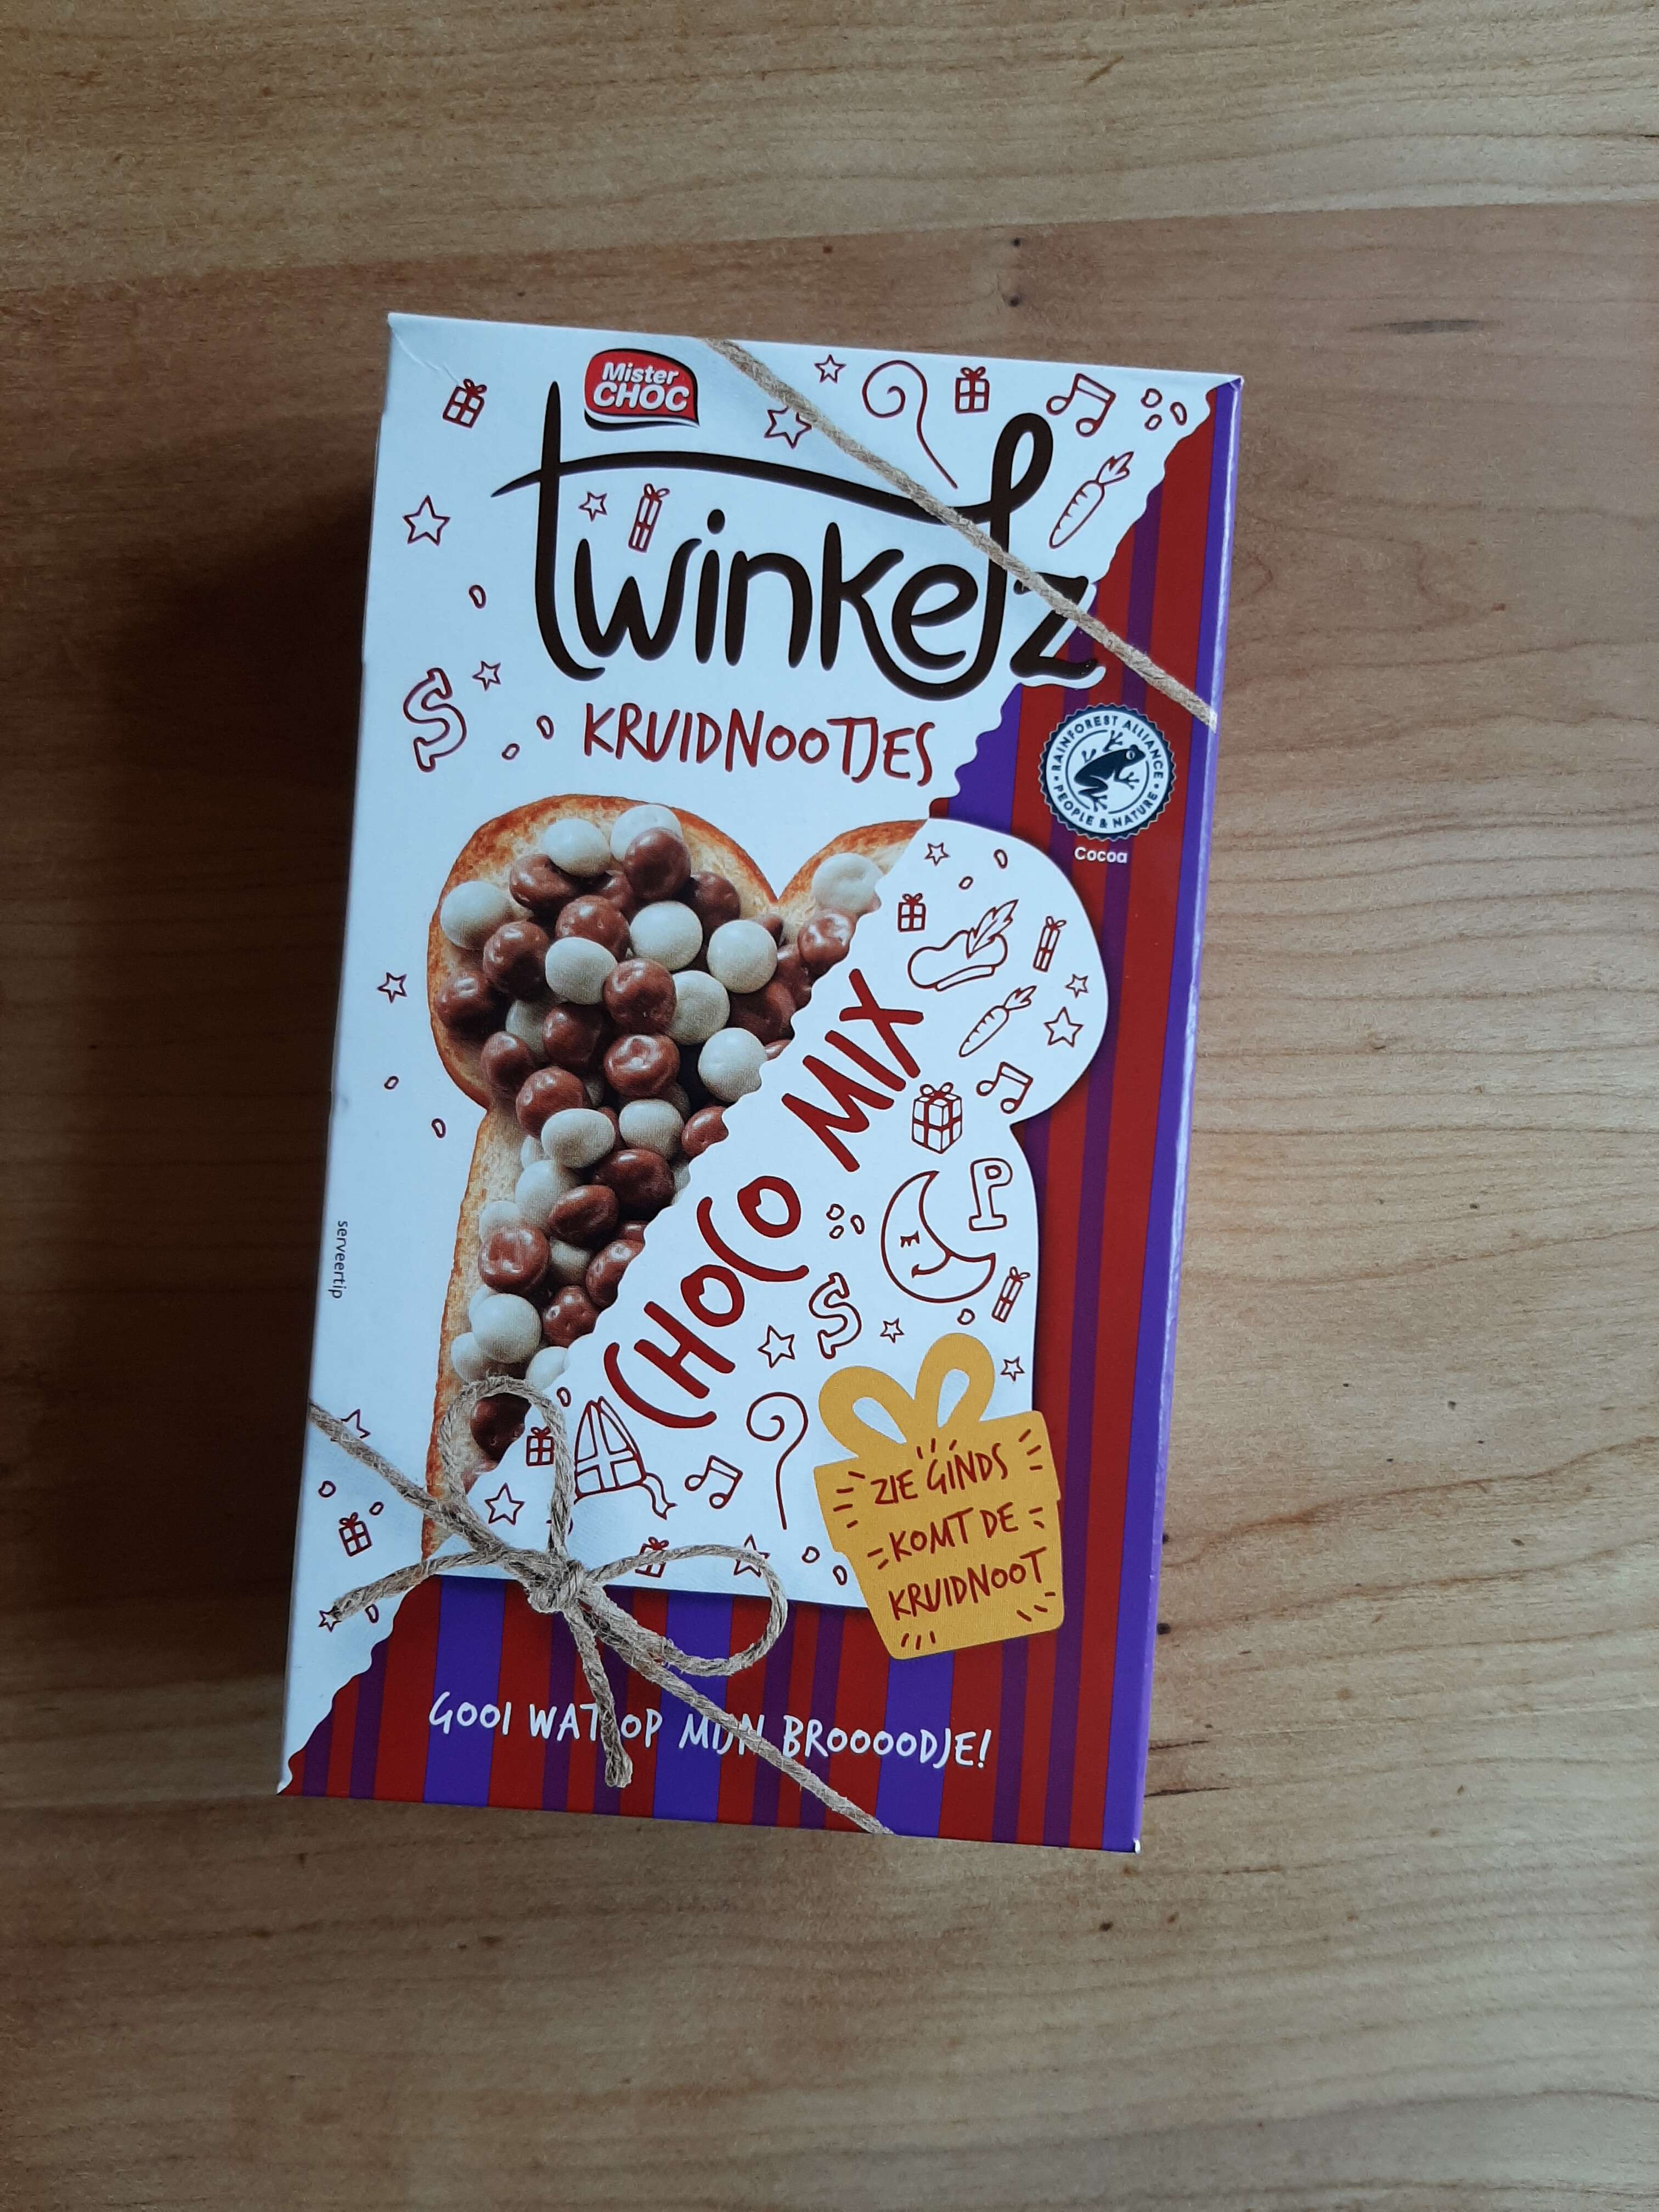 Mister
CHOC
Twinkelz
KRUIDNOOTJES
RAINFOREST ALLIANCE
PEOPLE & NATURE
Cocoa
S
CHOCO MIX
P
S
serveertip
ZIE GINDS
KOMT DE
KRUIDNOOT
GOOI WAT OP MIJN BROOOODJE!